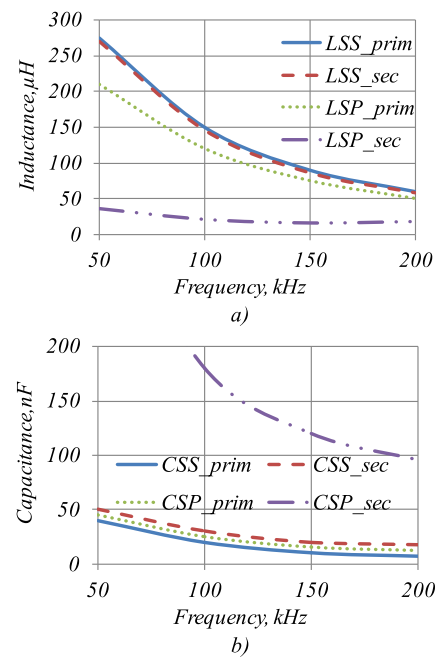 300
250
200
150
100
50
0
Inductance,μH
LSS_prim
LSS_sec
LSP_prim
LSP_sec
50 100 150 200
Frequency, kHz
a)
200
150
100
50
0
Capacitance,nF
CSS_prim CSS_sec
CSP_prim CSP_sec
50 100 150 200
Frequency, kHz
b)